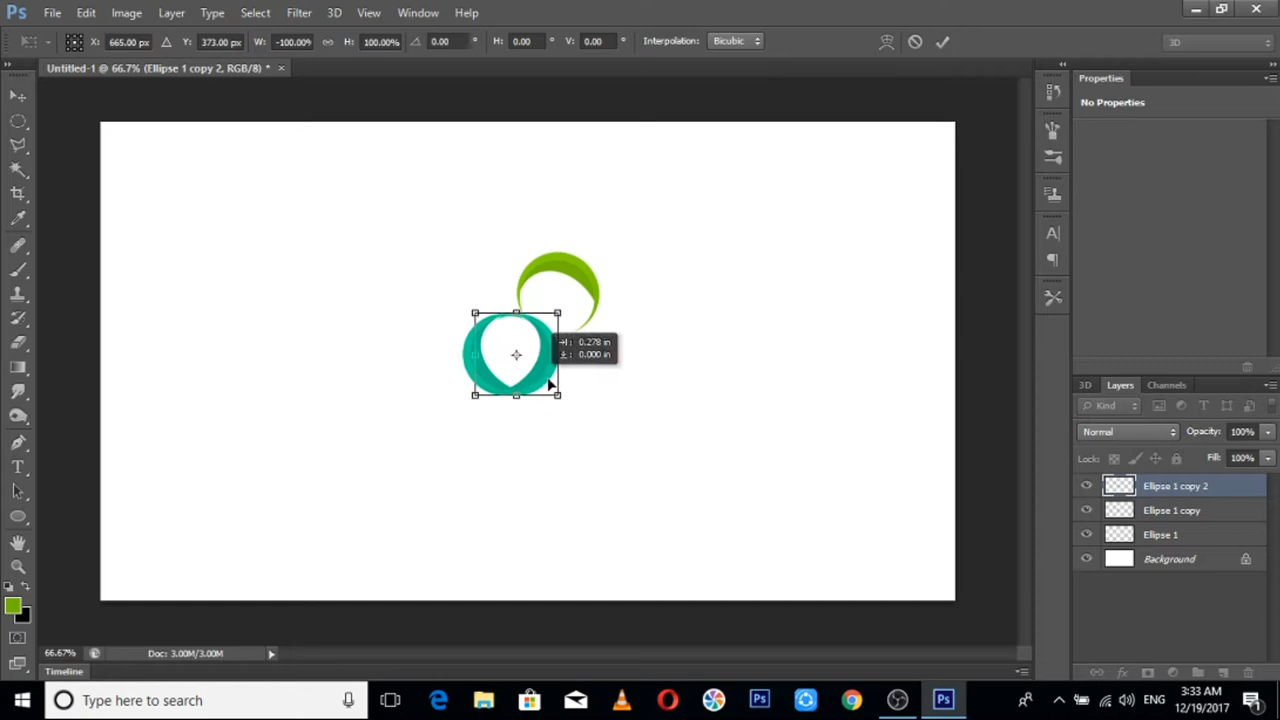 Ps File Edit Image Layer Type Select Filter 3D View Window Help
X: 665.00 px Y: 373.00 px W: -100.00% H: 100.00% 0.00 ° H: 0.00 ° V: 0.00 ° Interpolation: Bicubic 3D
Untitled-1 @ 66.7% (Ellipse 1 copy 2, RGB/8) *
Properties
No Properties
0.278 in
0.000 in
3D Layers Channels
Kind
Normal Opacity: 100%
Lock: Fill: 100%
Ellipse 1 copy 2
Ellipse 1 copy
Ellipse 1
Background
66.67% Doc: 3.00M/3.00M
Timeline
Type here to search
Ps
Ps
ENG
3:33 AM
12/19/2017
1